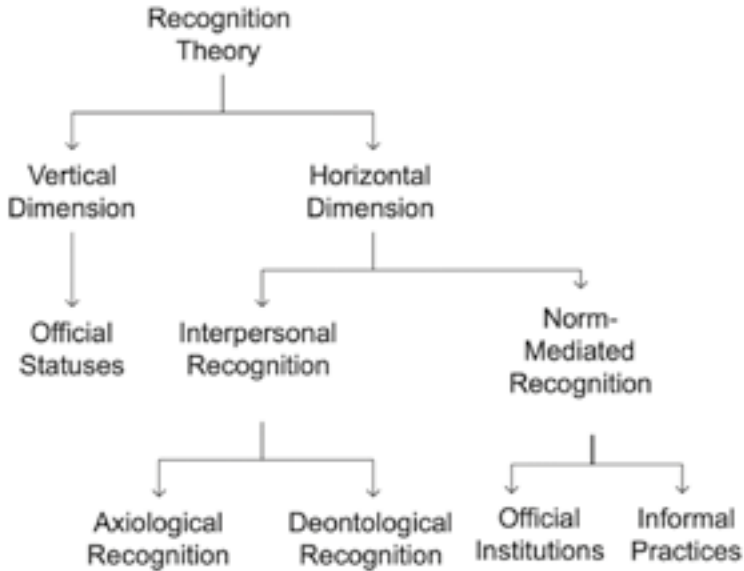 Recognition
Theory
Vertical
Dimension
Horizontal
Dimension
Official
Statuses
Interpersonal
Recognition
Norm-
Mediated
Recognition
Axiological
Recognition
Deontological
Recognition
Official
Institutions
Informal
Practices